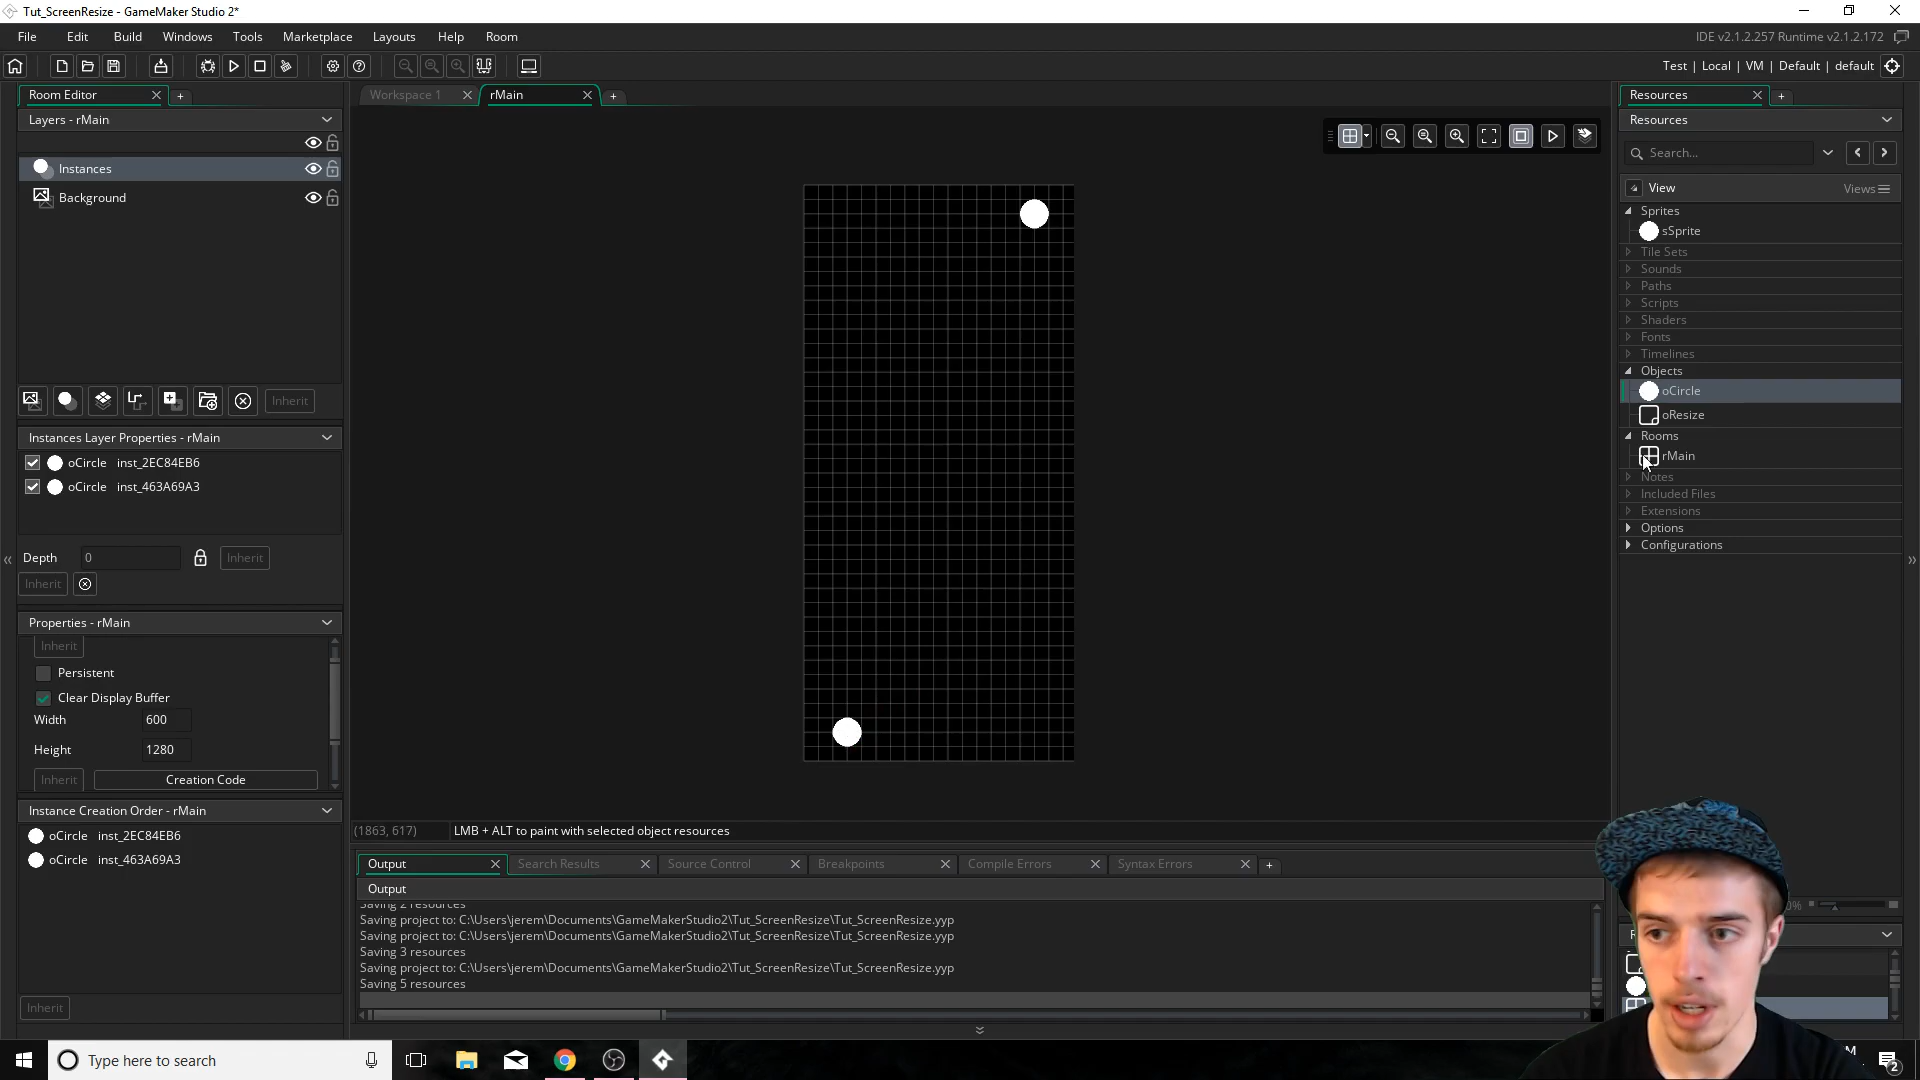 Tut_ScreenResize - GameMaker Studio 2*
File Edit Build Windows Tools Marketplace Layouts Help Room
IDE v2.1.2.257 Runtime v2.1.2.172
Test | Local | VM | Default | default
Room Editor
Layers - rMain
Instances
Background
Inherit
Instances Layer Properties - rMain
oCircle inst_2EC84EB6
oCircle inst_463A69A3
Depth 0 Inherit
Inherit
Properties - rMain
Inherit
Persistent
Clear Display Buffer
Width 600
Height 1280
Inherit Creation Code
Instance Creation Order - rMain
oCircle inst_2EC84EB6
oCircle inst_463A69A3
Inherit
Workspace 1 rMain
(1863, 617) LMB + ALT to paint with selected object resources
Output Search Results Source Control Breakpoints Compile Errors Syntax Errors
Output
Saving 2 resources
Saving project to: C:\Users\jerem\Documents\GameMakerStudio2\Tut_ScreenResize\Tut_ScreenResize.yyp
Saving project to: C:\Users\jerem\Documents\GameMakerStudio2\Tut_ScreenResize\Tut_ScreenResize.yyp
Saving 3 resources
Saving project to: C:\Users\jerem\Documents\GameMakerStudio2\Tut_ScreenResize\Tut_ScreenResize.yyp
Saving 5 resources
Resources
Resources
Search...
View Views
Sprites
sSprite
Tile Sets
Sounds
Paths
Scripts
Shaders
Fonts
Timelines
Objects
oCircle
oResize
Rooms
rMain
Notes
Included Files
Extensions
Options
Configurations
Type here to search
2